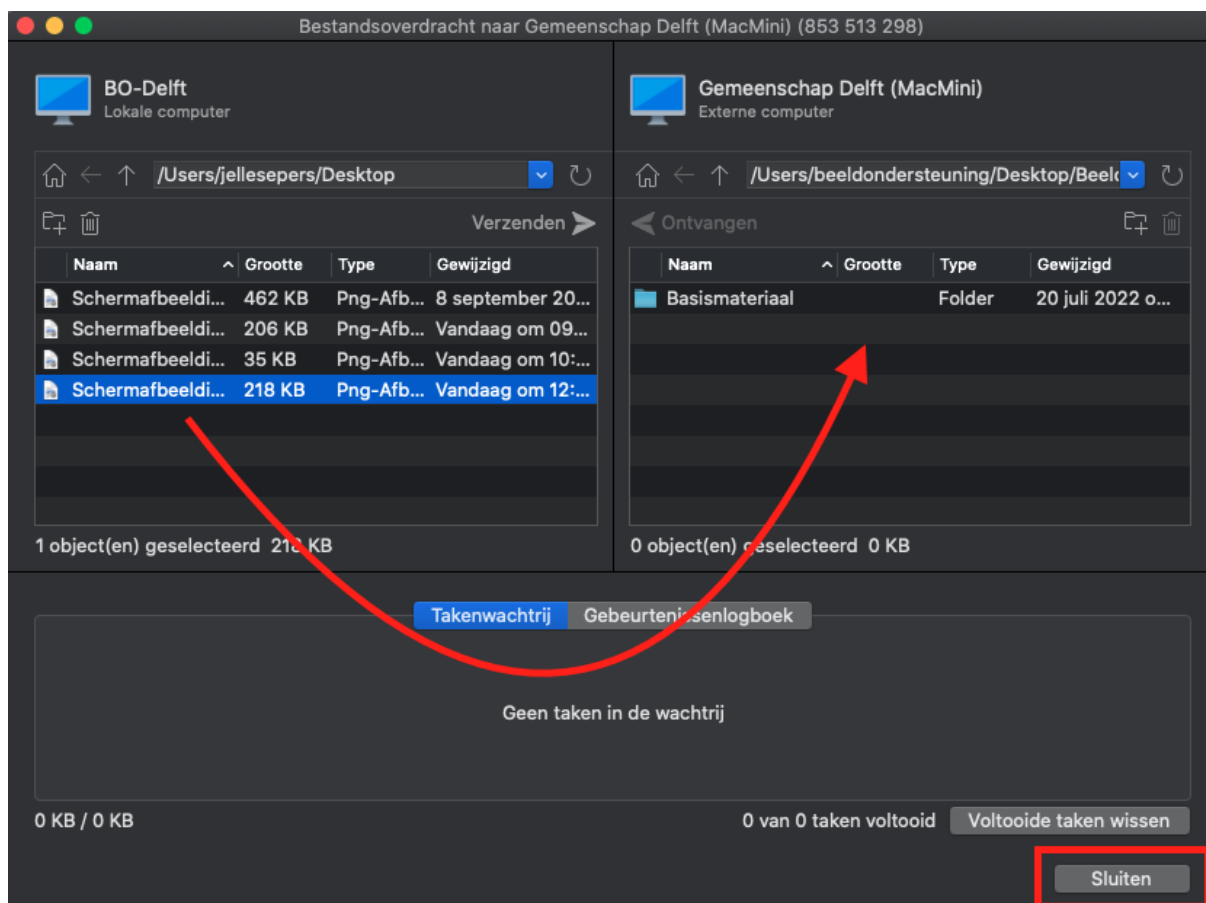 Bestandsoverdracht naar Gemeenschap Delft (MacMini) (853 513 298)
BO-Delft
Lokale computer
/Users/jellesepers/Desktop
Verzenden
Naam Grootte Type Gewijzigd
Schermafbeeldi... 462 KB Png-Afb... 8 september 20...
Schermafbeeldi... 206 KB Png-Afb... Vandaag om 09...
Schermafbeeldi... 35 KB Png-Afb... Vandaag om 10:...
Schermafbeeldi... 218 KB Png-Afb... Vandaag om 12:...
1 object(en) geselecteerd 218 KB
Gemeenschap Delft (MacMini)
Externe computer
/Users/beeldondersteuning/Desktop/Beeld
Ontvangen
Naam Grootte Type Gewijzigd
Basismateriaal Folder 20 juli 2022 o...
0 object(en) geselecteerd 0 KB
Takenwachtrij Gebeurtenissenlogboek
Geen taken in de wachtrij
0 KB / 0 KB
0 van 0 taken voltooid Voltooide taken wissen
Sluiten